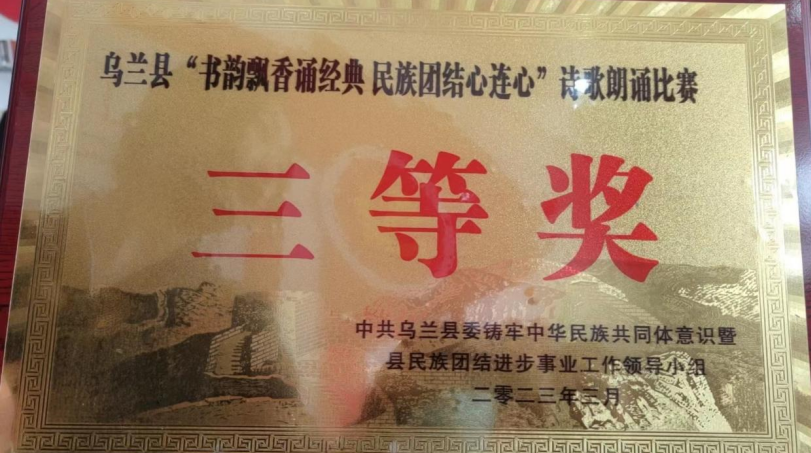 乌兰县“书韵飘香诵经典 民族团结心连心”诗歌朗诵比赛
三等奖
中共乌兰县委铸牢中华民族共同体意识暨
县民族团结进步事业工作领导小组
二零二三年三月